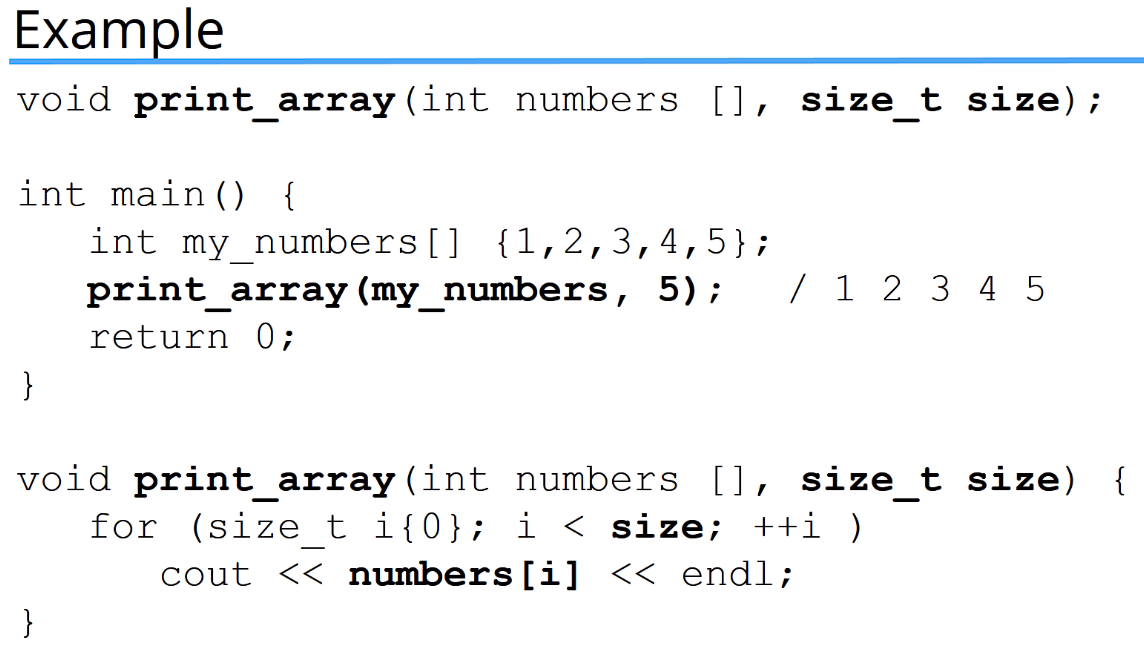 Example
void print_array(int numbers [], size_t size);
int main() {
int my_numbers[] {1,2,3,4,5};
print_array(my_numbers, 5); / 1 2 3 4 5
return 0;
}
void print_array(int numbers [], size_t size) {
for (size_t i{0}; i < size; ++i )
cout << numbers[i] << endl;
}